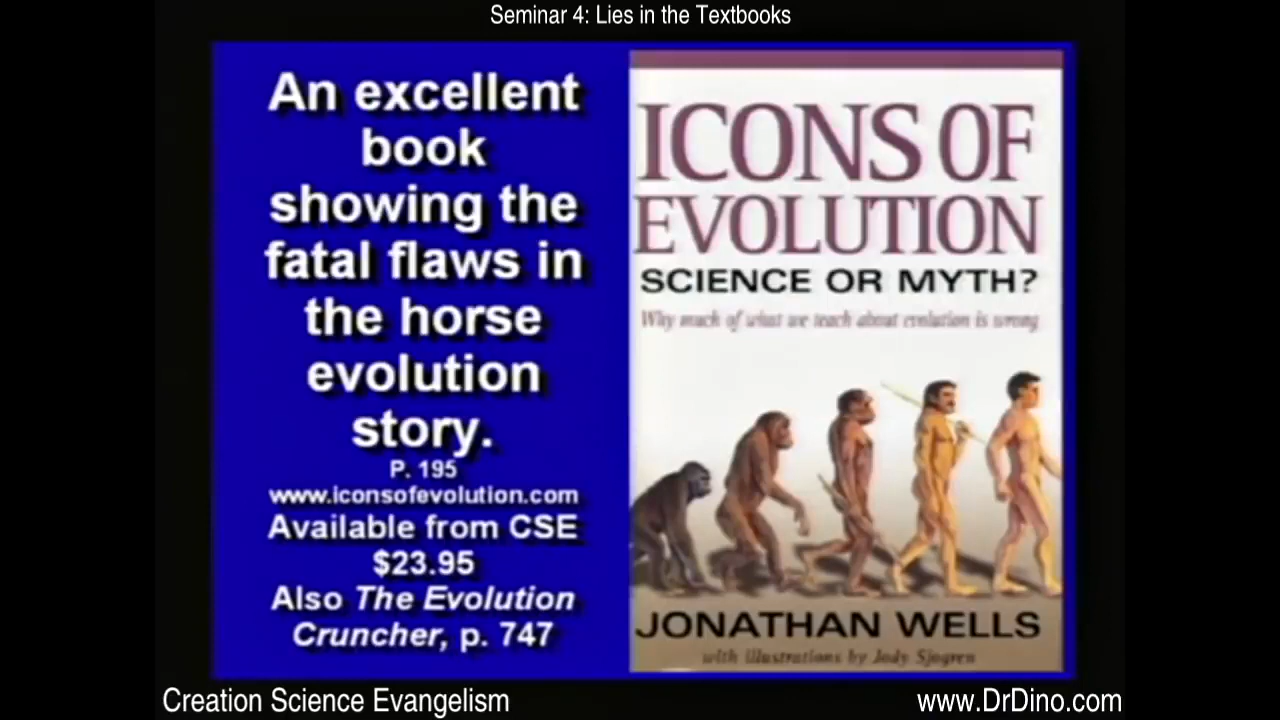 Seminar 4: Lies in the Textbooks
An excellent
book
showing the
fatal flaws in
the horse
evolution
story.
P. 195
www.iconsofevolution.com
Available from CSE
$23.95
Also The Evolution
Cruncher, p. 747
ICONS OF
EVOLUTION
SCIENCE OR MYTH?
Why much of what we teach about evolution is wrong
JONATHAN WELLS
with illustrations by Jody Sjogren
Creation Science Evangelism
www.DrDino.com